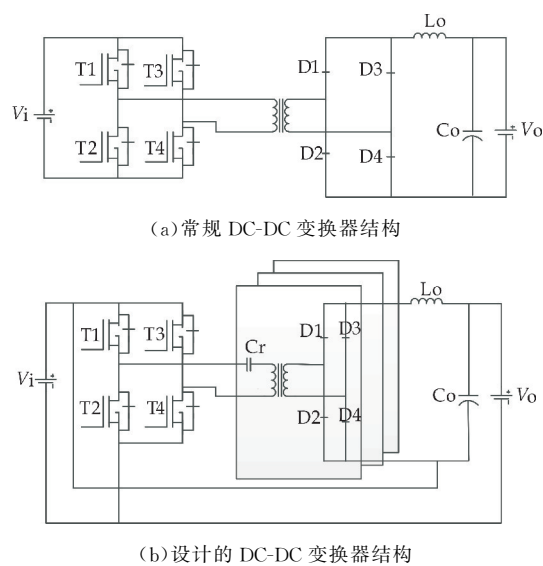 Lo
T1 T3 D1 D3
Vi
T2 T4 D2 D4 Co Vo
(a)常规 DC-DC 变换器结构
Lo
T1 T3 Cr D1 D3
Vi
T2 T4 D2 D4 Co Vo
(b)设计的 DC-DC 变换器结构